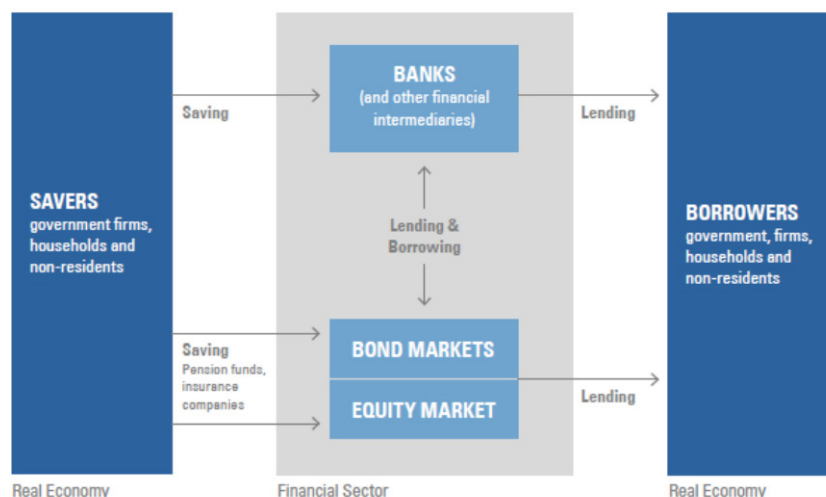 BANKS
(and other financial
intermediaries)
Saving
Lending
SAVERS
government firms,
households and
non-residents
Lending &
Borrowing
BORROWERS
government, firms,
households and
non-residents
Saving
Pension funds,
insurance
companies
BOND MARKETS
EQUITY MARKET
Lending
Real Economy
Financial Sector
Real Economy